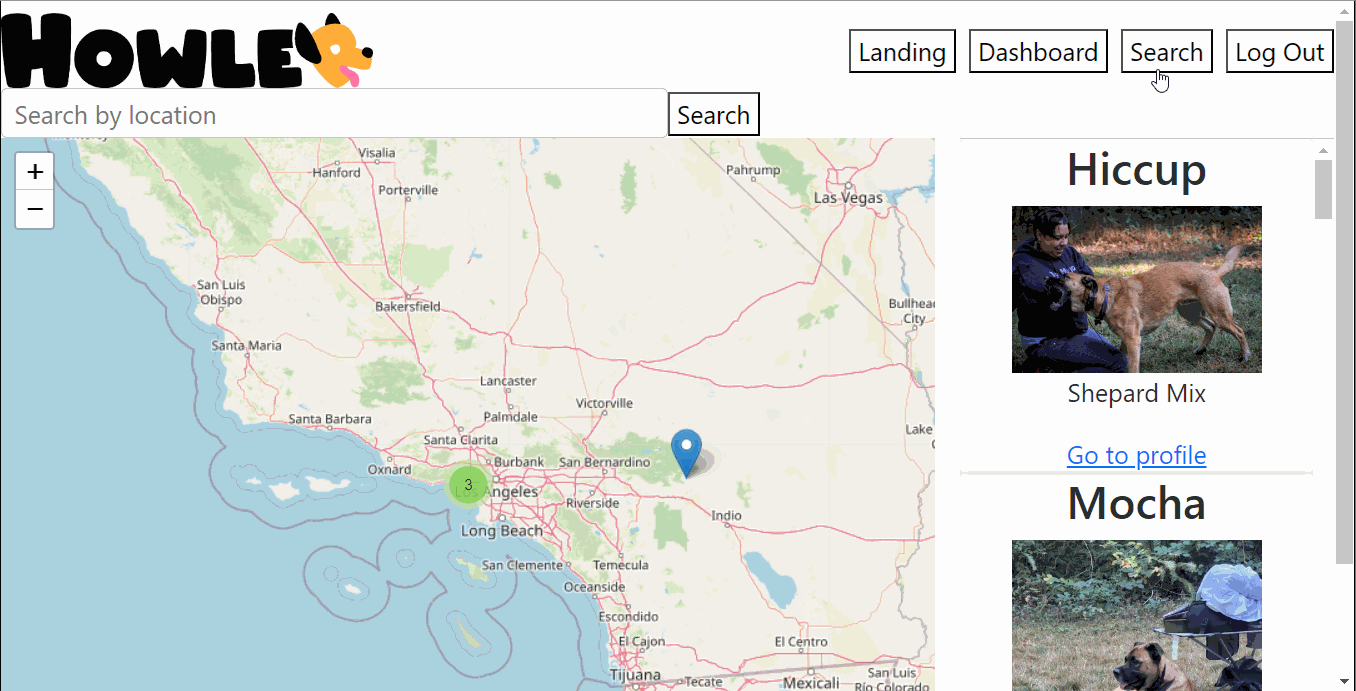 HOWLE
Landing
Dashboard
Search
Log Out
Search by location
Search
+
−
Visalia
Hanford
Porterville
Pahrump
Las Vegas
San Luis
Obispo
Bakersfield
Bullhead
City
Santa Maria
Lancaster
Palmdale
Victorville
Santa Barbara
Santa Clarita
Lake
Oxnard
Burbank
San Bernardino
3
Los Angeles
Riverside
Indio
Long Beach
San Clemente
Temecula
Oceanside
Escondido
El Cajon
El Centro
Tijuana
Tecate
Mexicali
San Luis
Río Colorado
Hiccup
Shepard Mix
Go to profile
Mocha